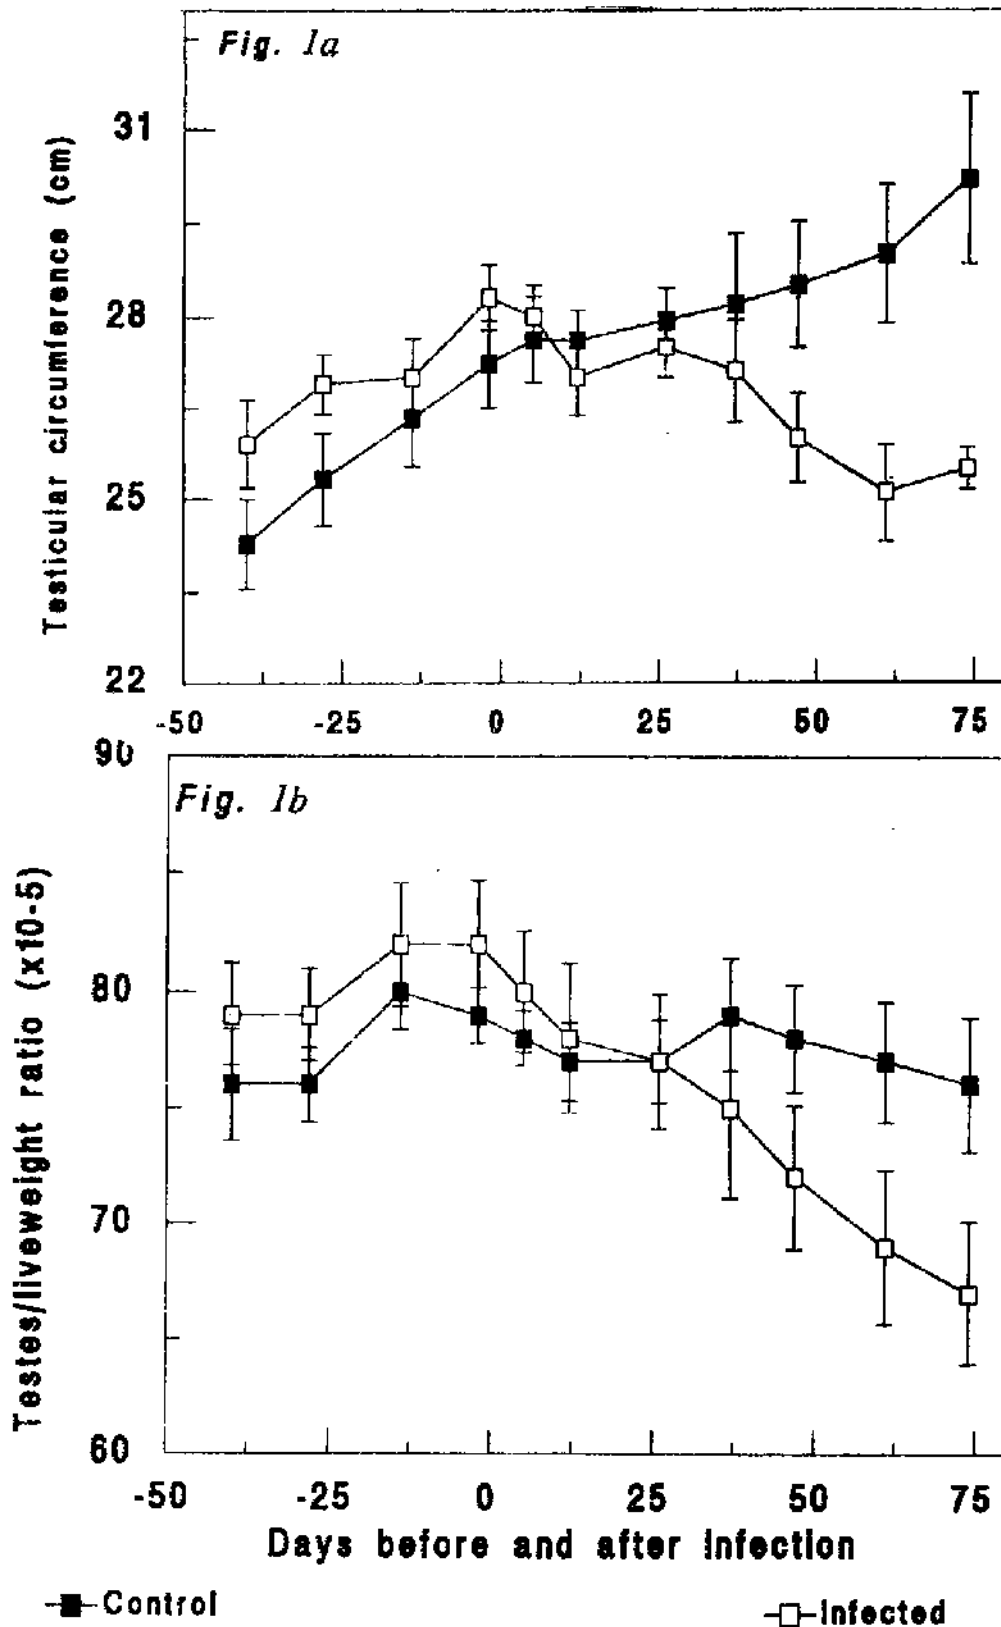 Fig. 1a
Testicular circumference (cm)
31
28
25
22
-50 -25 0 25 50 75
Fig. 1b
Testes/liveweight ratio (x10-5)
90
80
70
60
-50 -25 0 25 50 75
Days before and after infection
Control
Infected